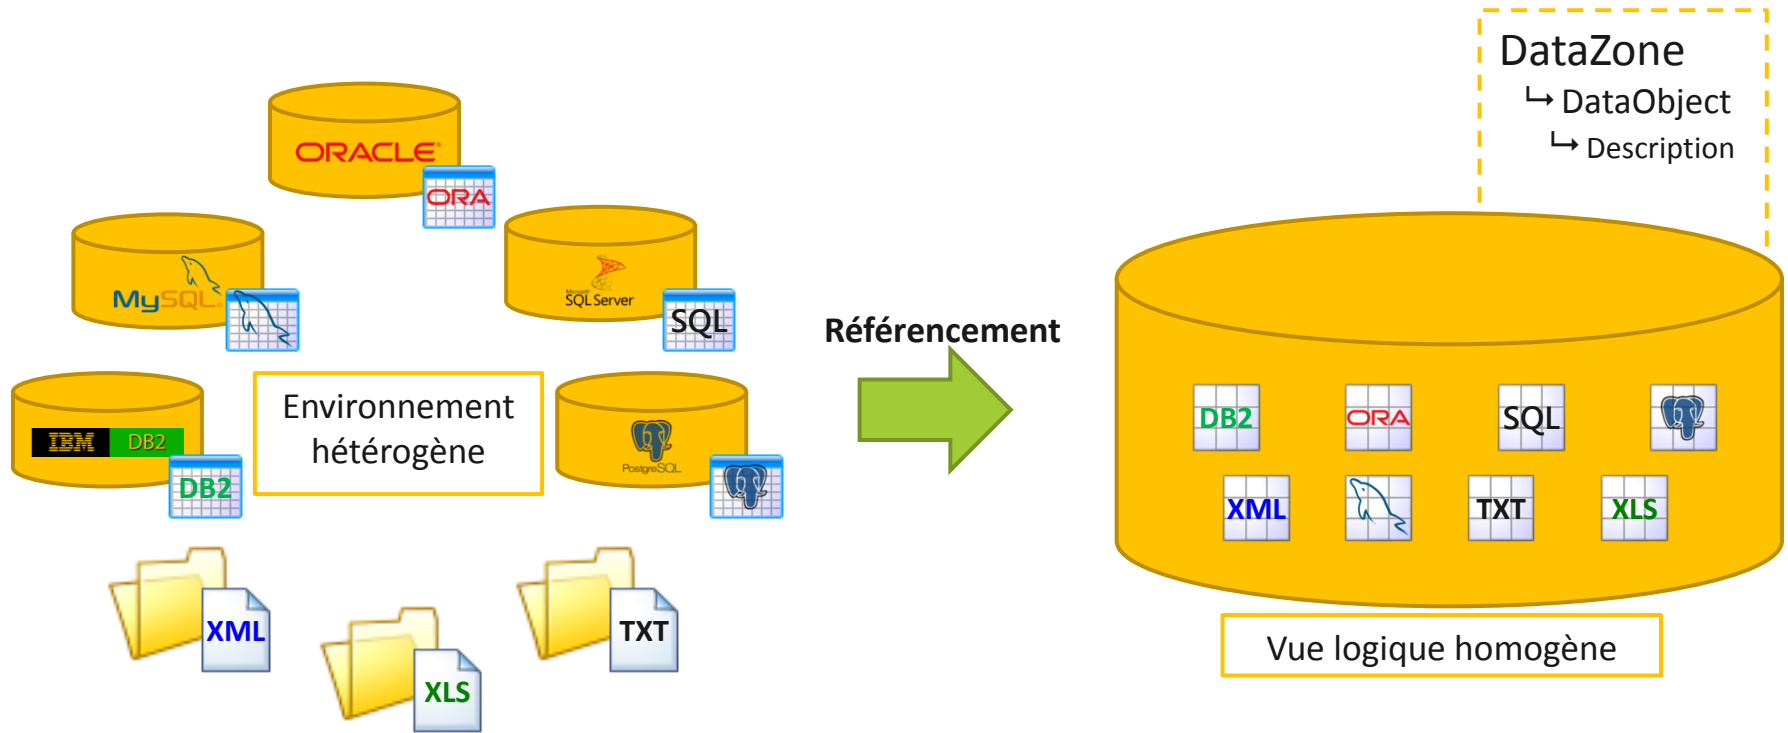 ORACLE
ORA
MySQL
Microsoft
SQL Server
SQL
IBM DB2
DB2
Environnement
hétérogène
PostgreSQL
XML
XLS
TXT
Référencement
DataZone
DataObject
Description
DB2 ORA SQL
XML TXT XLS
Vue logique homogène